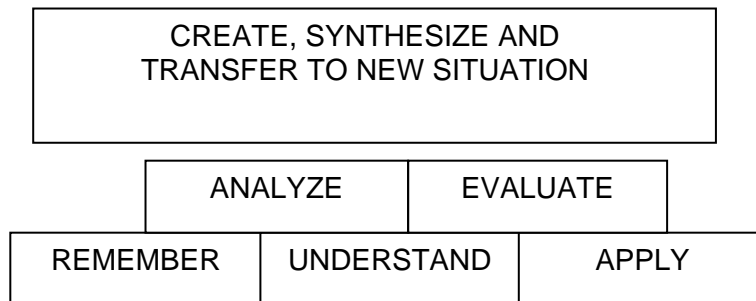 CREATE, SYNTHESIZE AND
TRANSFER TO NEW SITUATION
ANALYZE
EVALUATE
REMEMBER
UNDERSTAND
APPLY